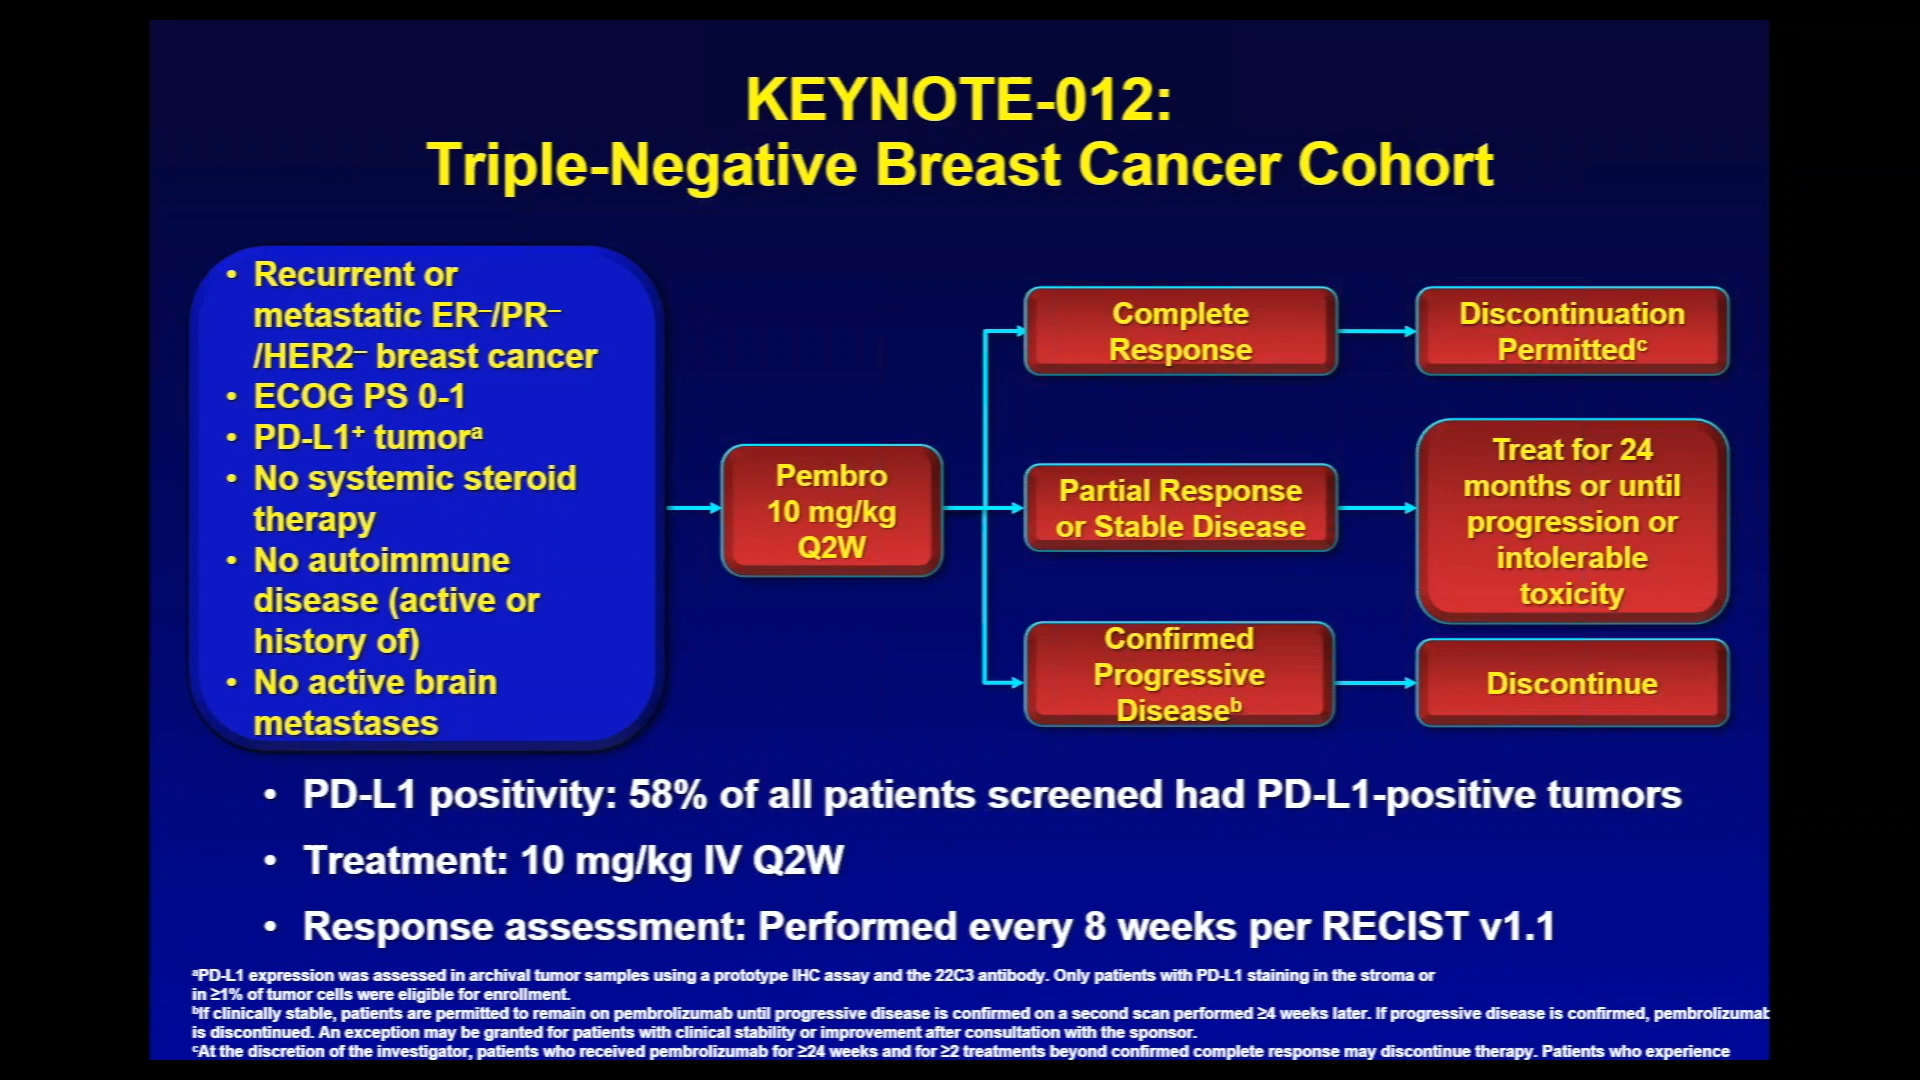 KEYNOTE-012:
Triple-Negative Breast Cancer Cohort
• Recurrent or
metastatic ER⁻/PR⁻
/HER2⁻ breast cancer
• ECOG PS 0-1
• PD-L1⁺ tumorᵃ
• No systemic steroid
therapy
• No autoimmune
disease (active or
history of)
• No active brain
metastases
Pembro
10 mg/kg
Q2W
Complete
Response
Discontinuation
Permittedᶜ
Partial Response
or Stable Disease
Treat for 24
months or until
progression or
intolerable
toxicity
Confirmed
Progressive
Diseaseᵇ
Discontinue
• PD-L1 positivity: 58% of all patients screened had PD-L1-positive tumors
• Treatment: 10 mg/kg IV Q2W
• Response assessment: Performed every 8 weeks per RECIST v1.1
ᵃPD-L1 expression was assessed in archival tumor samples using a prototype IHC assay and the 22C3 antibody. Only patients with PD-L1 staining in the stroma or
in ≥1% of tumor cells were eligible for enrollment.
ᵇIf clinically stable, patients are permitted to remain on pembrolizumab until progressive disease is confirmed on a second scan performed ≥4 weeks later. If progressive disease is confirmed, pembrolizumab
is discontinued. An exception may be granted for patients with clinical stability or improvement after consultation with the sponsor.
ᶜAt the discretion of the investigator, patients who received pembrolizumab for ≥24 weeks and for ≥2 treatments beyond confirmed complete response may discontinue therapy. Patients who experience